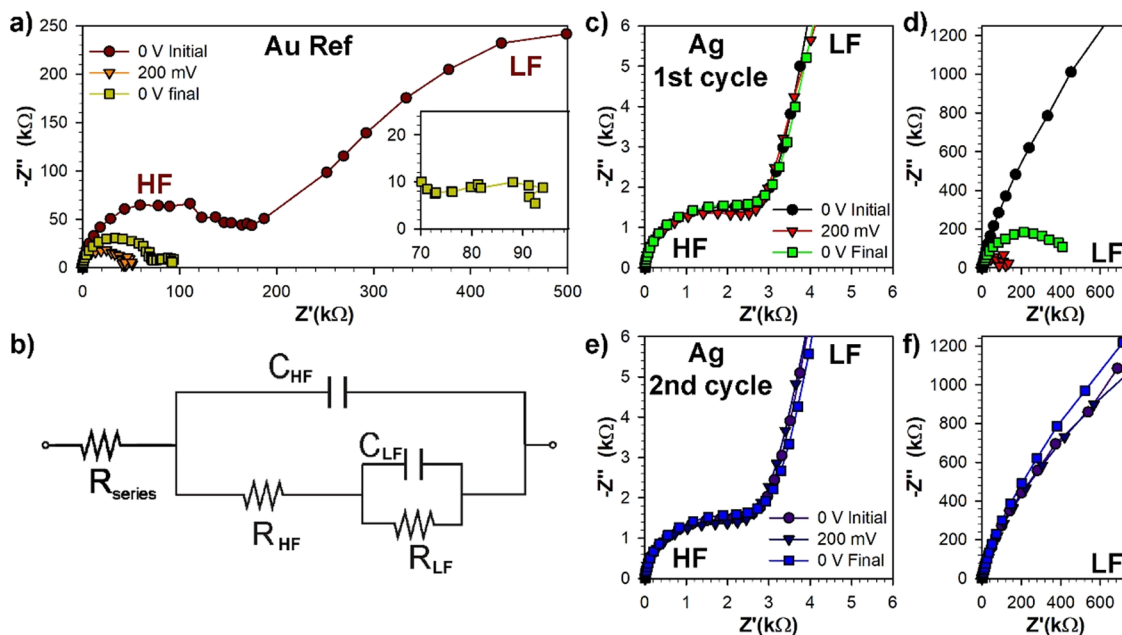 a)
Au Ref
0 V Initial
200 mV
0 V final
LF
HF
-Z'' (kΩ)
250
200
150
100
50
0
0 100 200 300 400 500
Z'(kΩ)
20
10
0
70 80 90
b)
C_HF
C_LF
R_series
R_HF
R_LF
c)
Ag
1st cycle
LF
HF
0 V Initial
200 mV
0 V Final
-Z'' (kΩ)
6
5
4
3
2
1
0
0 1 2 3 4 5 6
Z'(kΩ)
d)
LF
-Z'' (kΩ)
1200
1000
800
600
400
200
0
0 200 400 600
Z'(kΩ)
e)
Ag
2nd cycle
LF
HF
0 V Initial
200 mV
0 V Final
-Z'' (kΩ)
6
5
4
3
2
1
0
0 1 2 3 4 5 6
Z'(kΩ)
f)
LF
-Z'' (kΩ)
1200
1000
800
600
400
200
0
0 200 400 600
Z'(kΩ)